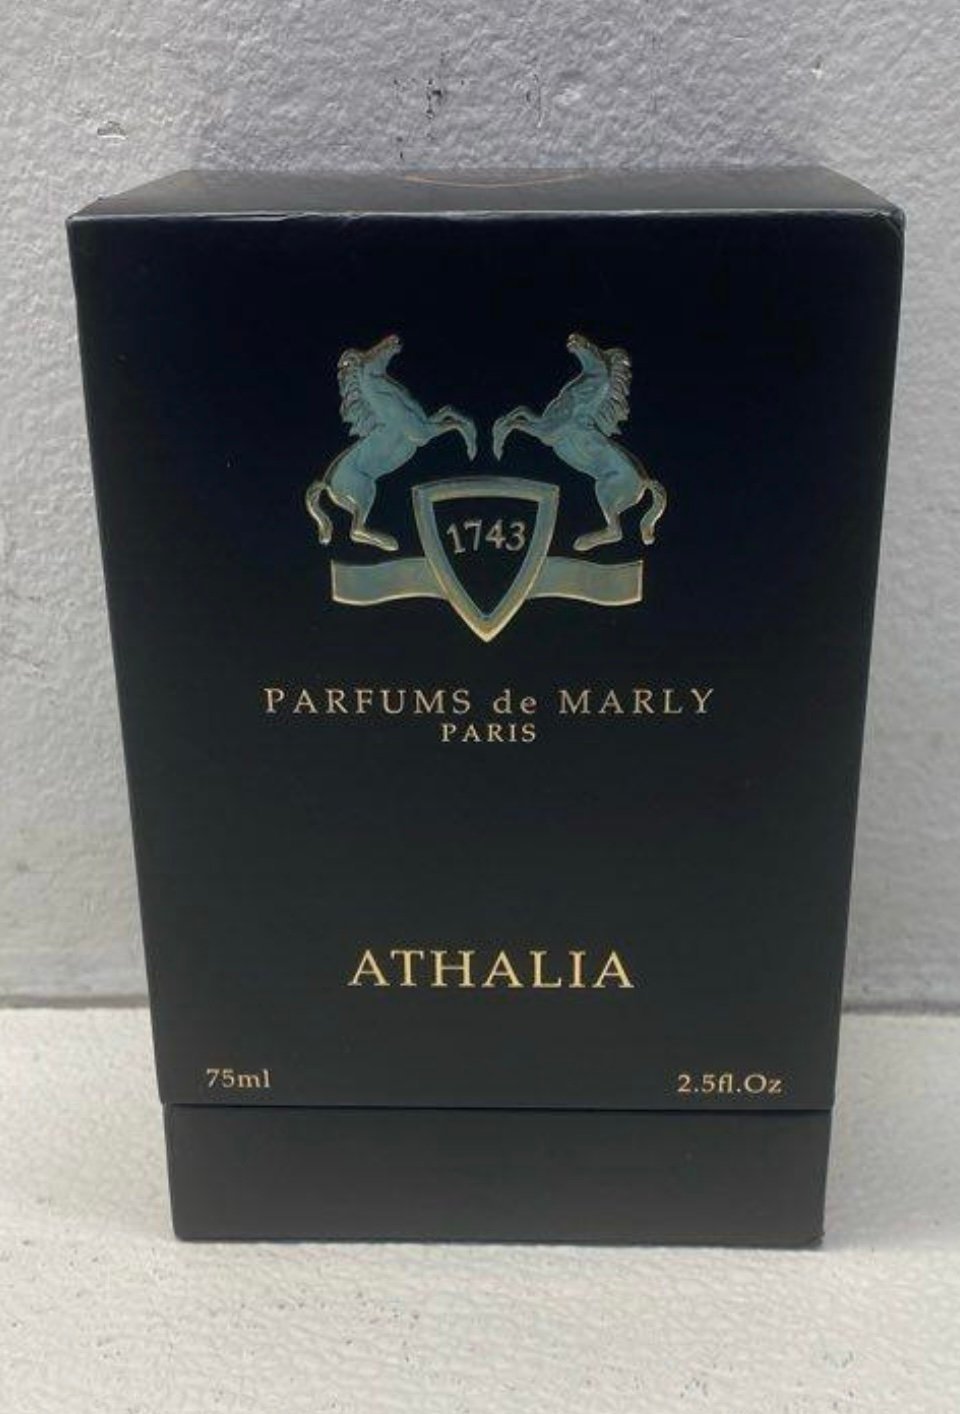 1743
PARFUMS de MARLY
PARIS
ATHALIA
75ml
2.5fl.Oz